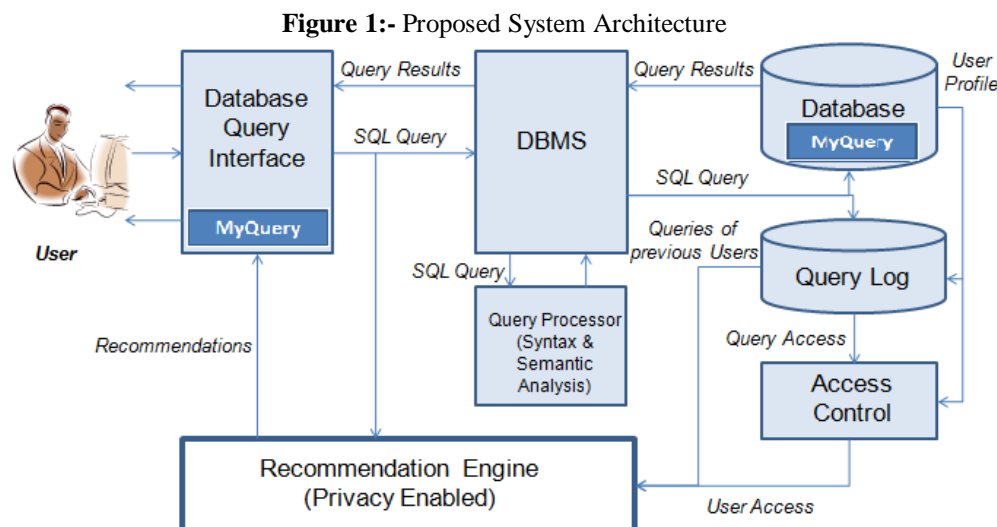 Figure 1:- Proposed System Architecture
Query Results
Query Results
User
Profile
Database
Query
Interface
DBMS
Database
MyQuery
SQL Query
SQL Query
MyQuery
User
Queries of
previous Users
SQL Query
Query Log
Query Processor
(Syntax &
Semantic
Analysis)
Recommendations
Query Access
Access
Control
Recommendation Engine
(Privacy Enabled)
User Access